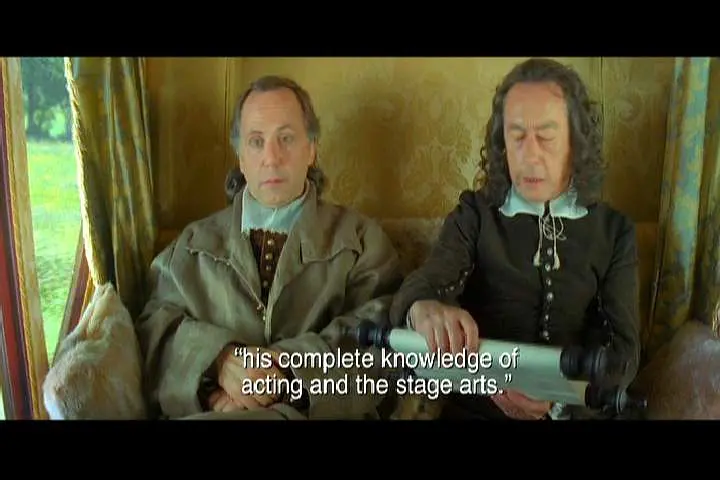 “his complete knowledge of
acting and the stage arts.”